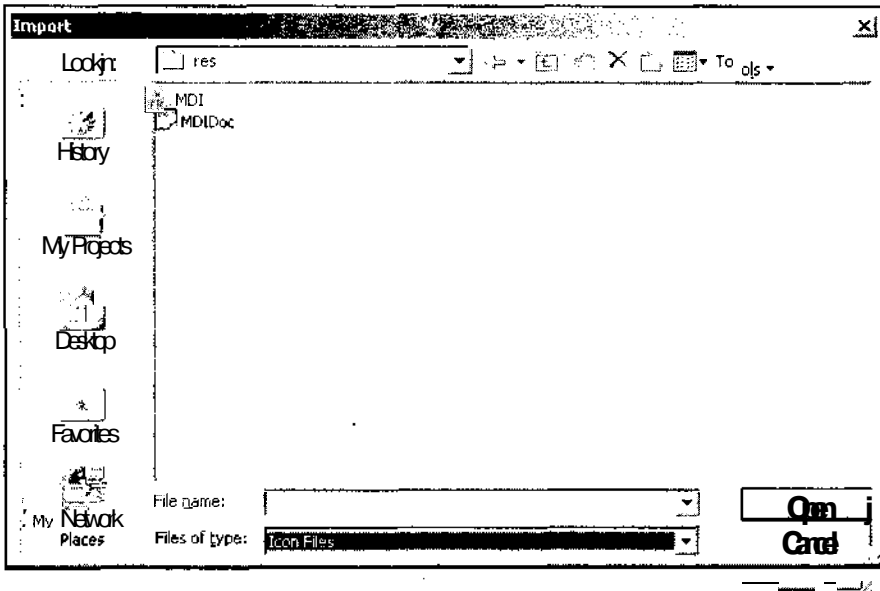 Import
Look in: res Tools
MDI
MDIDoc
History
My Projects
Desktop
Favorites
My Network Places
File name:
Open
Files of type: Icon Files
Cancel